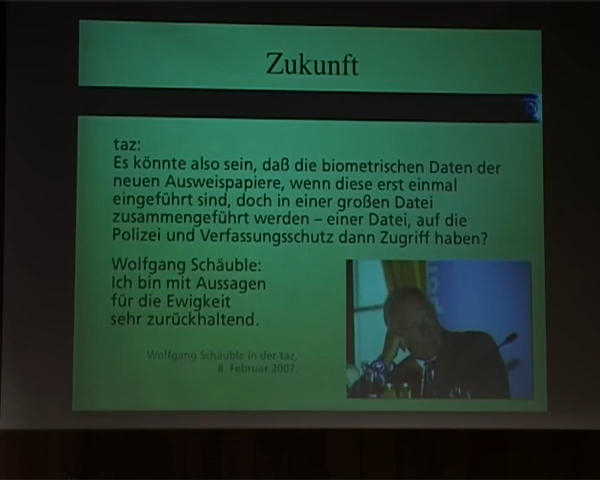 Zukunft
taz:
Es könnte also sein, daß die biometrischen Daten der
neuen Ausweispapiere, wenn diese erst einmal
eingeführt sind, doch in einer großen Datei
zusammengeführt werden – einer Datei, auf die
Polizei und Verfassungsschutz dann Zugriff haben?
Wolfgang Schäuble:
Ich bin mit Aussagen
für die Ewigkeit
sehr zurückhaltend.
Wolfgang Schäuble in der taz,
8. Februar 2007.